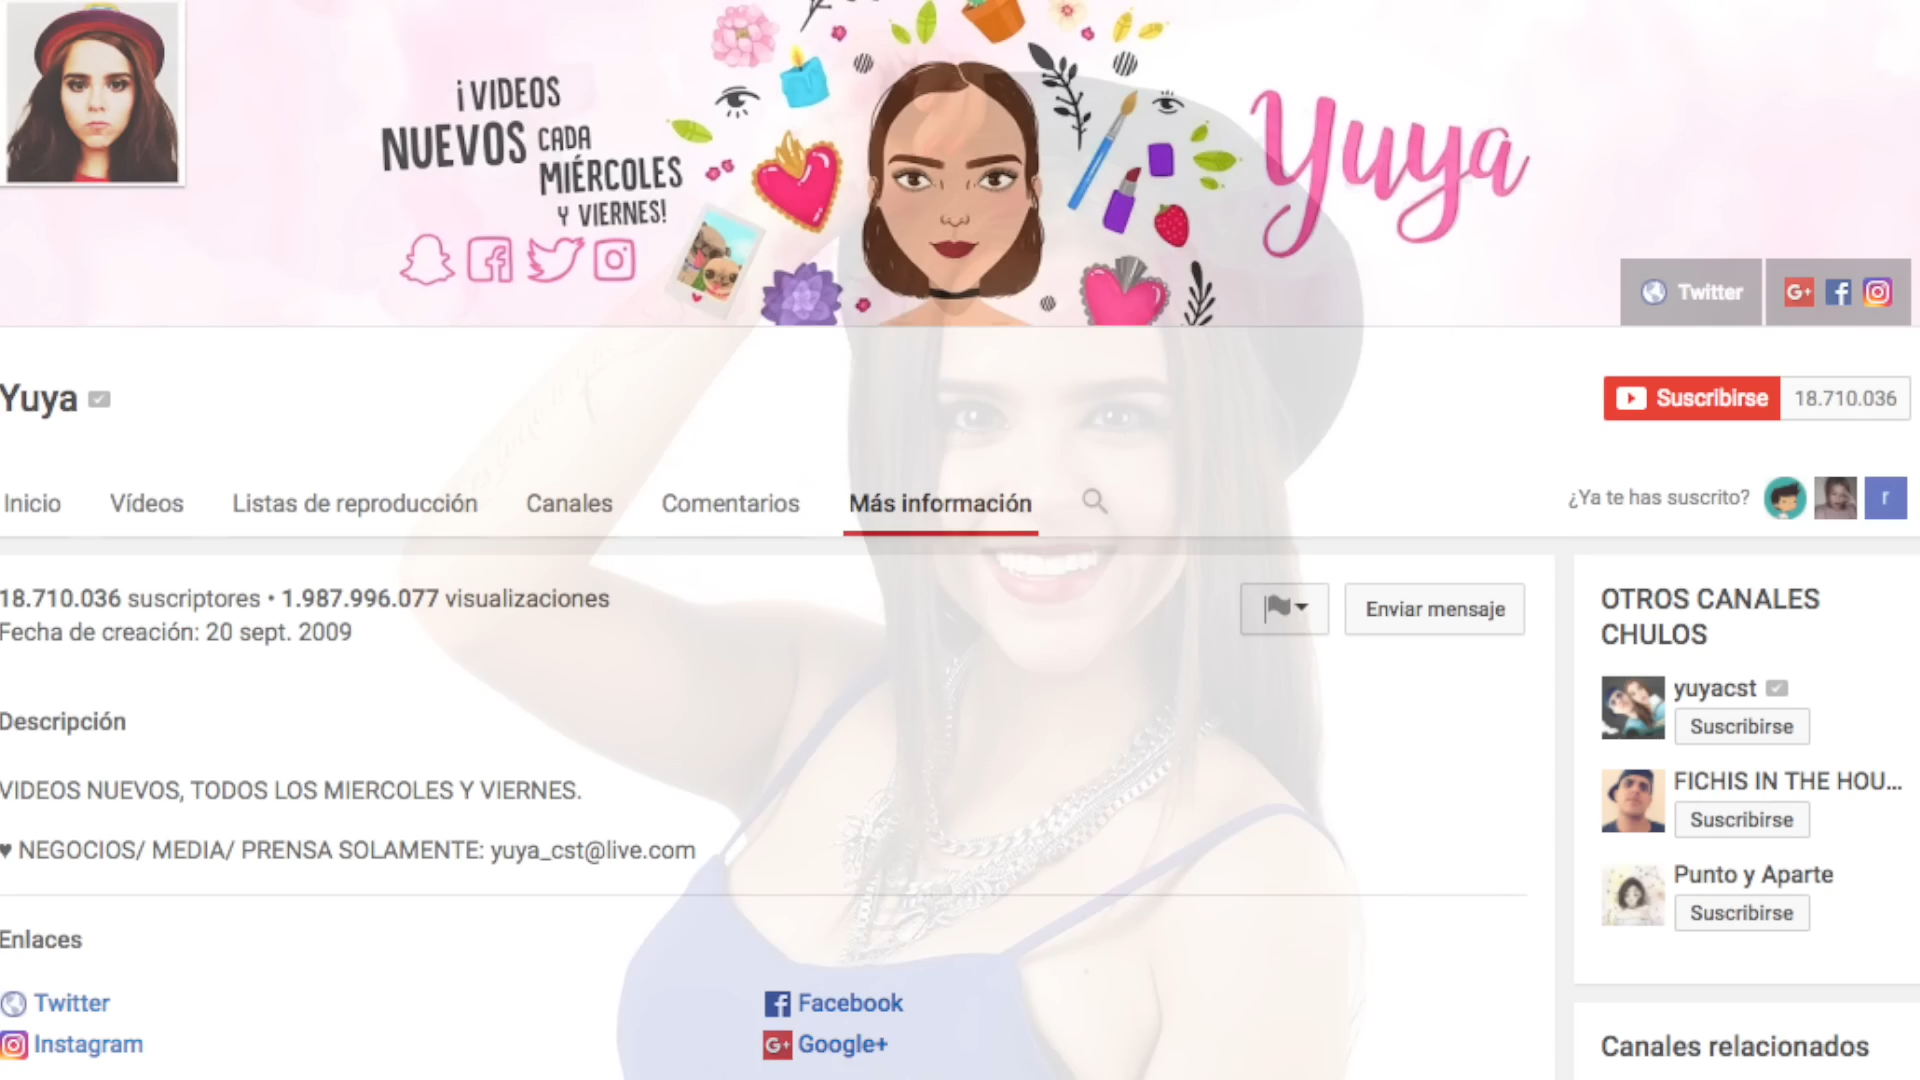 ¡VIDEOS
NUEVOS CADA
MIÉRCOLES
Y VIERNES!
Yuya
Twitter
Yuya
Suscribirse 18.710.036
Inicio Vídeos Listas de reproducción Canales Comentarios Más información
¿Ya te has suscrito? r
18.710.036 suscriptores • 1.987.996.077 visualizaciones
Fecha de creación: 20 sept. 2009
Enviar mensaje
Descripción
VIDEOS NUEVOS, TODOS LOS MIERCOLES Y VIERNES.
♥ NEGOCIOS/ MEDIA/ PRENSA SOLAMENTE: yuya_cst@live.com
Enlaces
Twitter
Facebook
Instagram
G+ Google+
OTROS CANALES
CHULOS
yuyacst
Suscribirse
FICHIS IN THE HOU...
Suscribirse
Punto y Aparte
Suscribirse
Canales relacionados